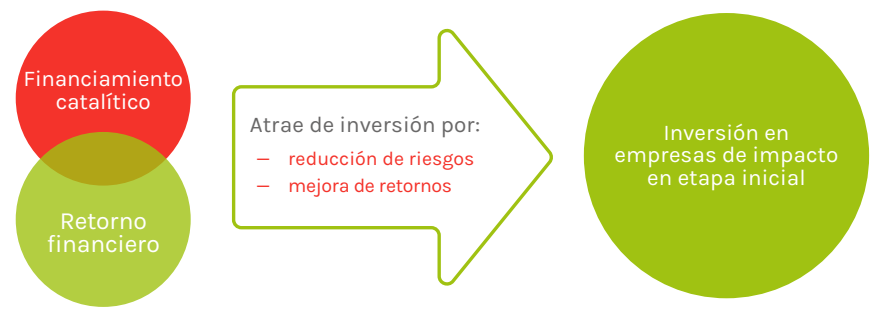 Financiamiento
catalítico
Retorno
financiero
Atrae de inversión por:
– reducción de riesgos
– mejora de retornos
Inversión en
empresas de impacto
en etapa inicial